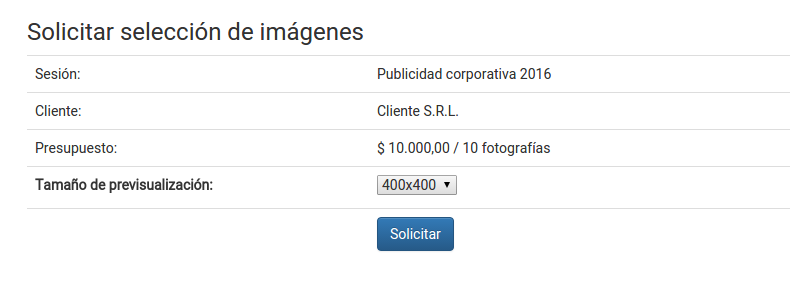 Solicitar selección de imágenes
Sesión: Publicidad corporativa 2016
Cliente: Cliente S.R.L.
Presupuesto: $ 10.000,00 / 10 fotografías
Tamaño de previsualización: 400x400
Solicitar